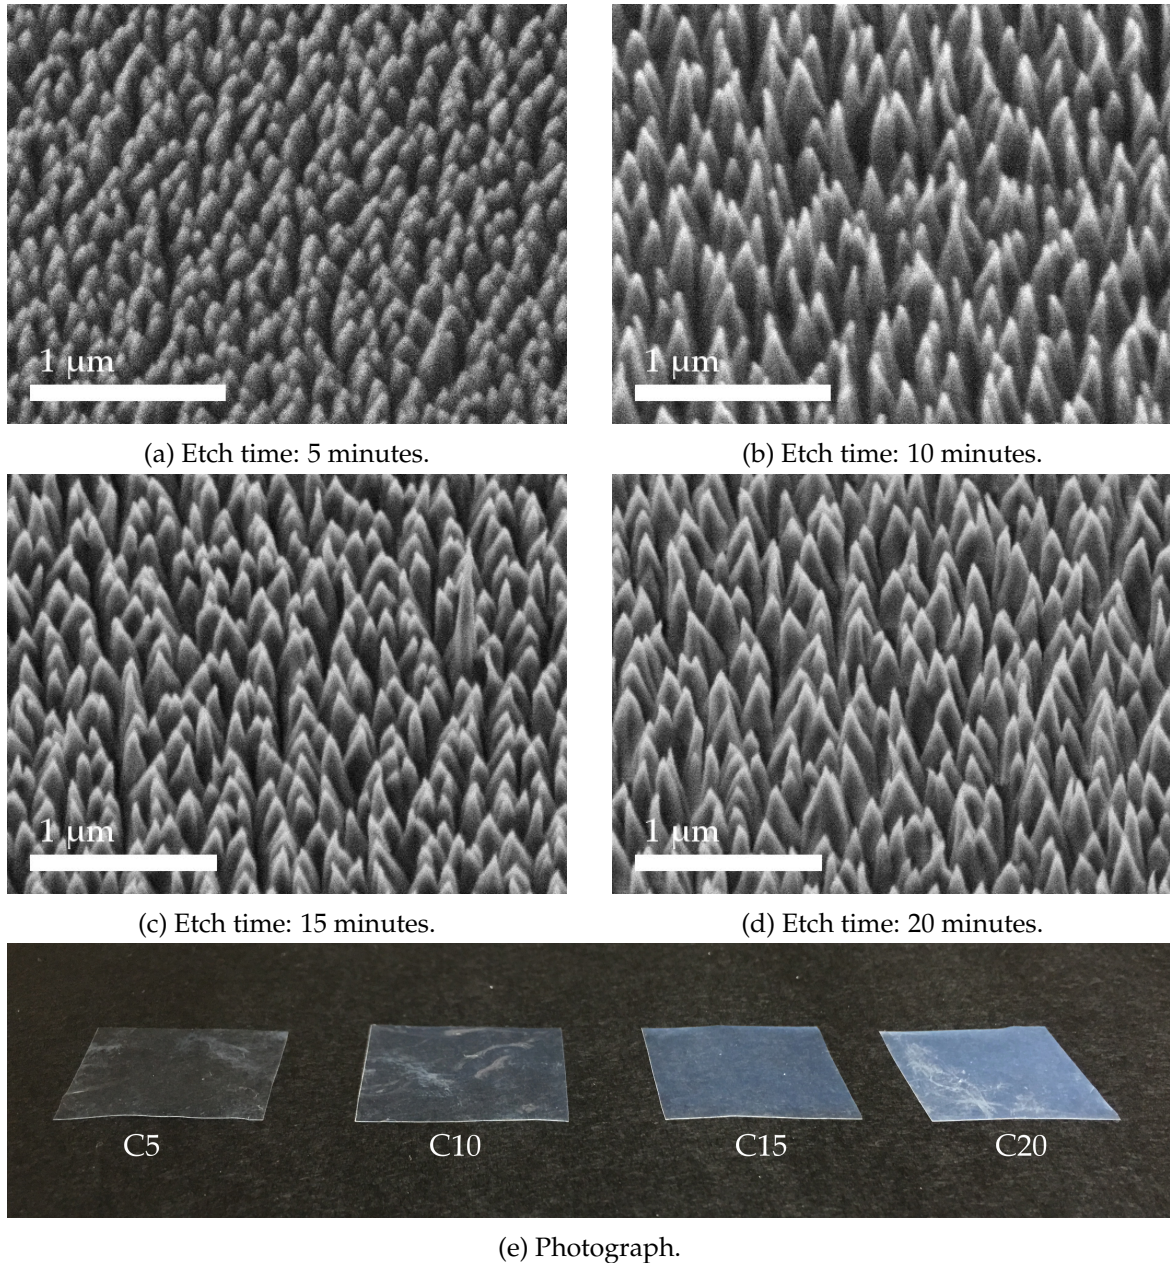 1 μm
1 μm
(a) Etch time: 5 minutes.
(b) Etch time: 10 minutes.
1 μm
1 μm
(c) Etch time: 15 minutes.
(d) Etch time: 20 minutes.
C5
C10
C15
C20
(e) Photograph.